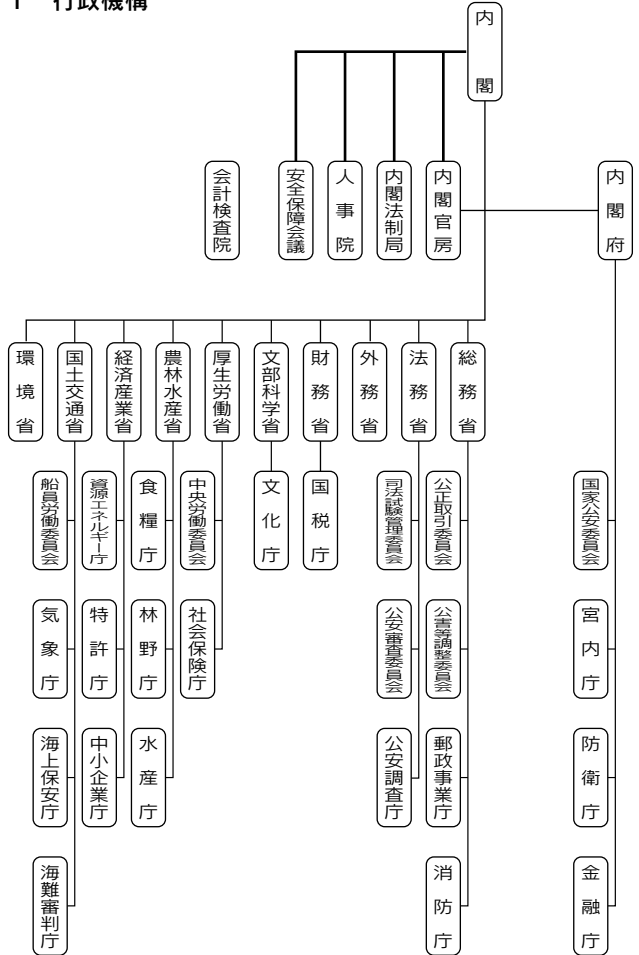 1 行政機構
内閣
会計検査院
安全保障会議
人事院
内閣法制局
内閣官房
内閣府
環境省
国土交通省
経済産業省
農林水産省
厚生労働省
文部科学省
財務省
外務省
法務省
総務省
船員労働委員会
資源エネルギー庁
食糧庁
中央労働委員会
文化庁
国税庁
司法試験管理委員会
公正取引委員会
国家公安委員会
気象庁
特許庁
林野庁
社会保険庁
公安審査委員会
公害等調整委員会
宮内庁
海上保安庁
中小企業庁
水産庁
公安調査庁
郵政事業庁
防衛庁
海難審判庁
消防庁
金融庁